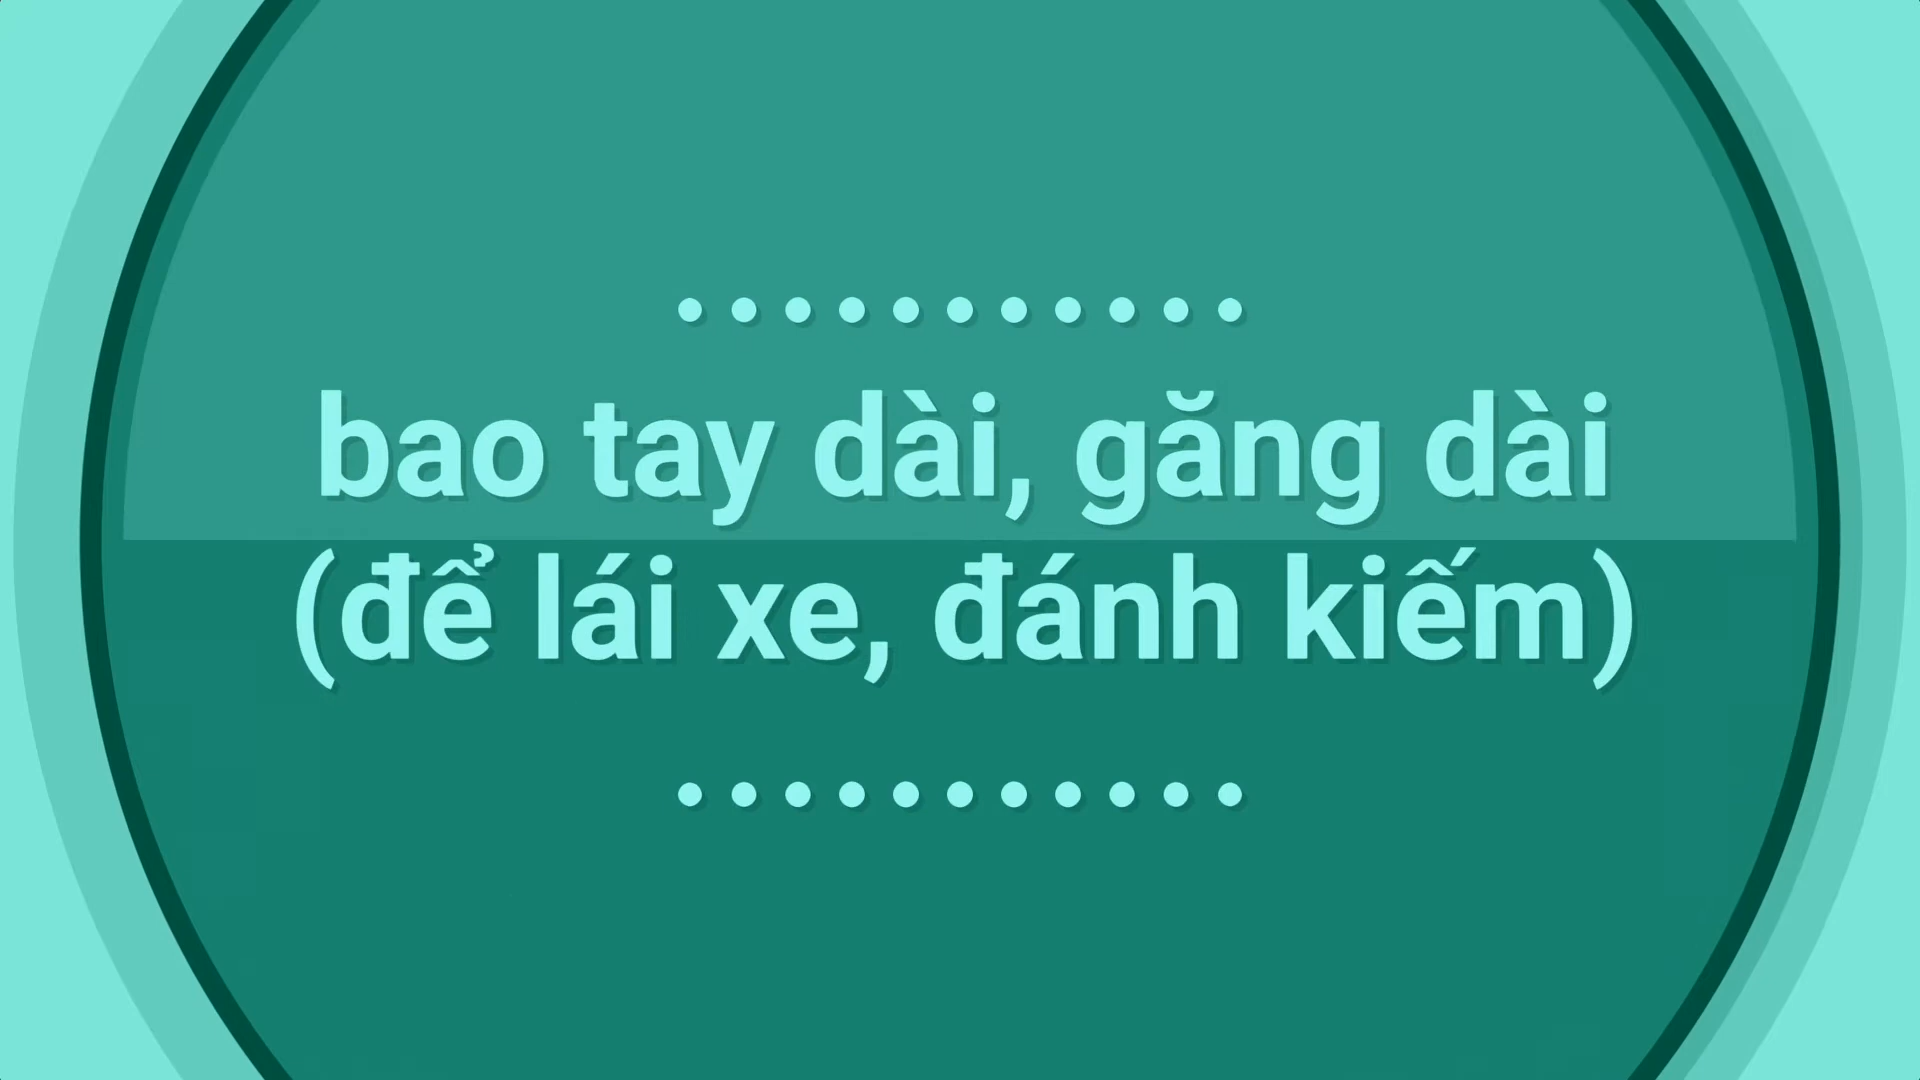 bao tay dài, găng dài
(để lái xe, đánh kiếm)